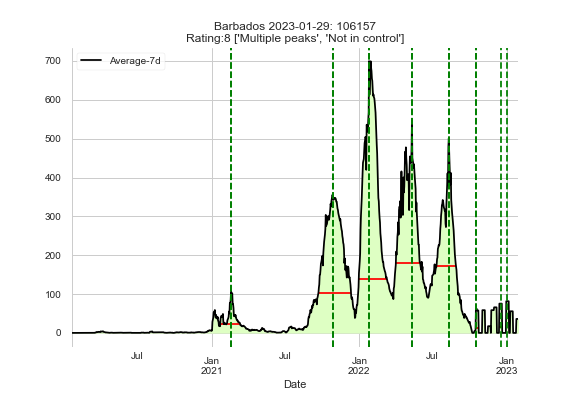 Barbados 2023-01-29: 106157
Rating:8 ['Multiple peaks', 'Not in control']
Average-7d
700
600
500
400
300
200
100
0
Jul
Jan
2021
Jul
Jan
2022
Jul
Jan
2023
Date